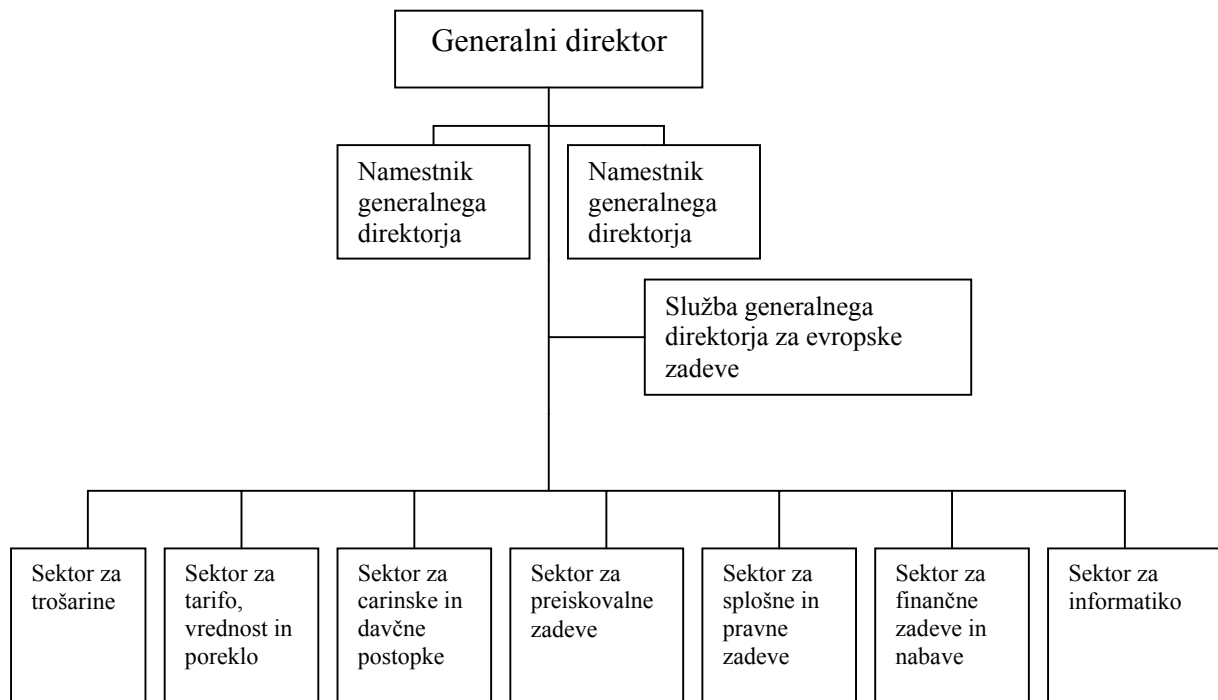 Generalni direktor
Namestnik
generalnega
direktorja
Namestnik
generalnega
direktorja
Služba generalnega
direktorja za evropske
zadeve
Sektor za
trošarine
Sektor za
tarifo,
vrednost in
poreklo
Sektor za
carinske in
davčne
postopke
Sektor za
preiskovalne
zadeve
Sektor za
splošne in
pravne
zadeve
Sektor za
finančne
zadeve in
nabave
Sektor za
informatiko